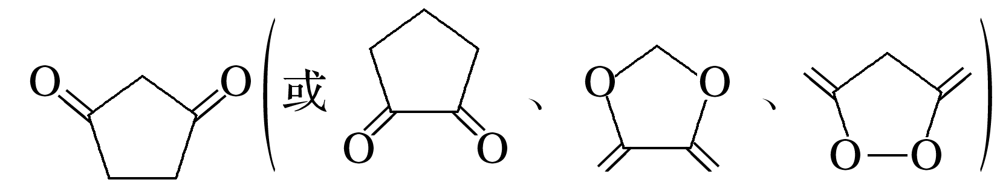 O O (或 O O 、 O O 、 O O )